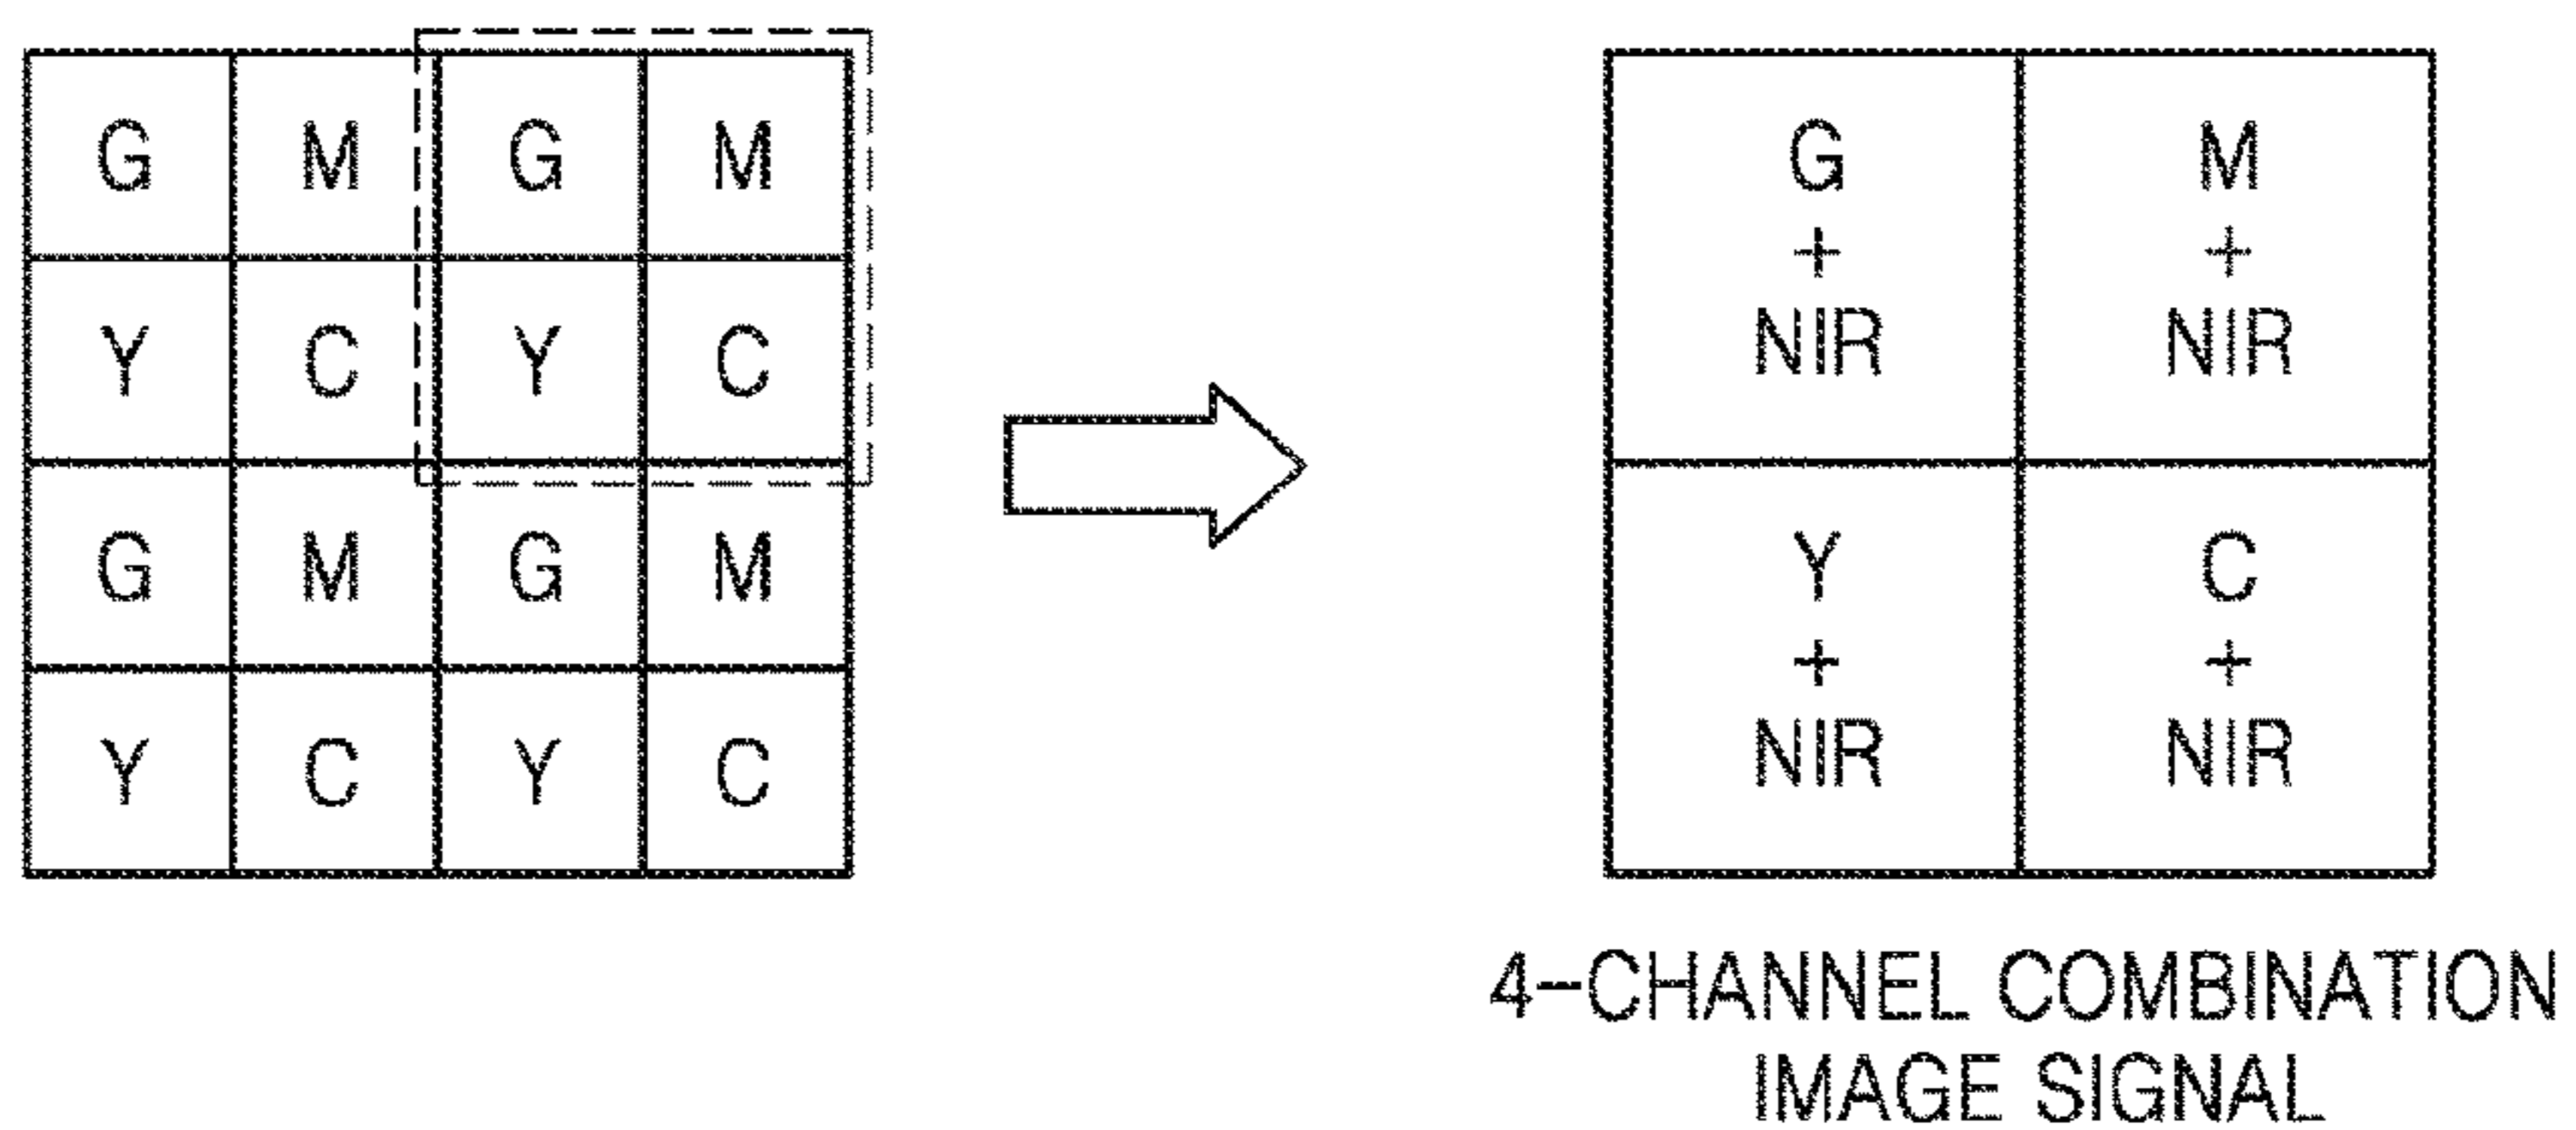 G M G M
Y C Y C
G M G M
Y C Y C
G
+
NIR
M
+
NIR
Y
+
NIR
C
+
NIR
4-CHANNEL COMBINATION
IMAGE SIGNAL